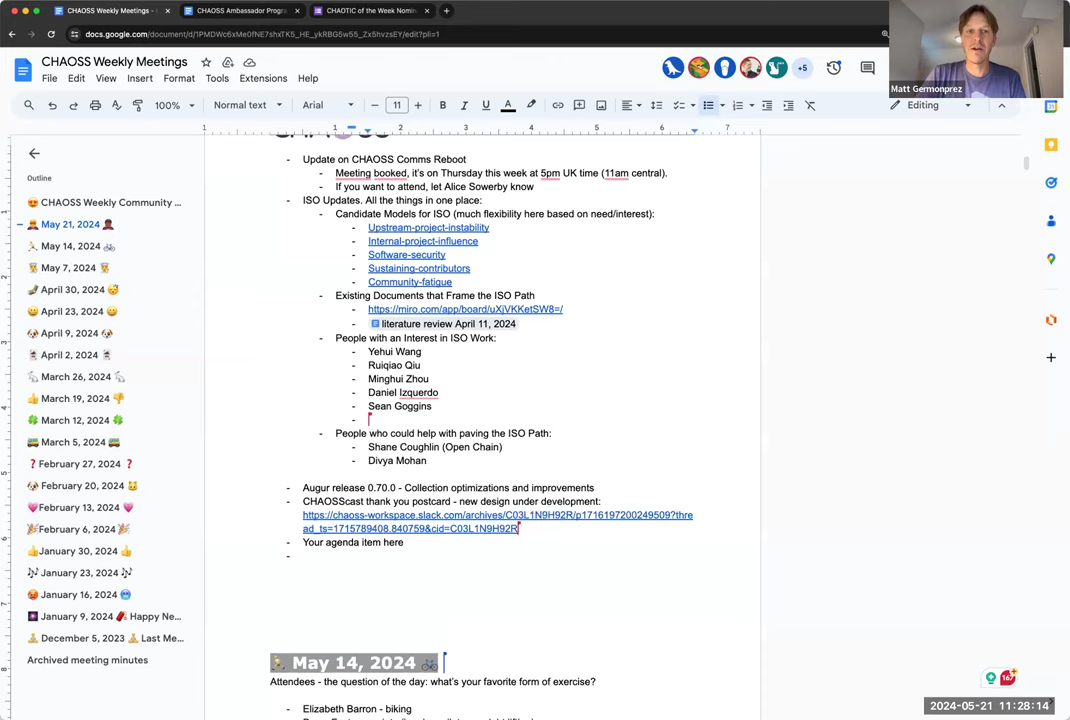 CHAOSS Weekly Meetings -
CHAOSS Ambassador Progra
CHAOTIC of the Week Nomin
docs.google.com/document/d/1PMDWc6xMe0fNE7shxTK5_HE_ykRBG5w55_Zx5hvzsEY/edit?pli=1
CHAOSS Weekly Meetings
File Edit View Insert Format Tools Extensions Help
+5
Matt Germonprez
100% Normal text Arial 11 Editing
1 1 2 3 4 5 6 7
Outline
😍 CHAOSS Weekly Community ...
May 21, 2024
May 14, 2024
May 7, 2024
April 30, 2024
April 23, 2024
April 9, 2024
April 2, 2024
March 26, 2024
March 19, 2024
March 12, 2024
March 5, 2024
❓ February 27, 2024 ❓
February 20, 2024
February 13, 2024
February 6, 2024
January 30, 2024
January 23, 2024
January 16, 2024
January 9, 2024 Happy Ne...
December 5, 2023 Last Me...
Archived meeting minutes
- Update on CHAOSS Comms Reboot
- Meeting booked, it's on Thursday this week at 5pm UK time (11am central).
- If you want to attend, let Alice Sowerby know
- ISO Updates. All the things in one place:
- Candidate Models for ISO (much flexibility here based on need/interest):
- Upstream-project-instability
- Internal-project-influence
- Software-security
- Sustaining-contributors
- Community-fatigue
- Existing Documents that Frame the ISO Path
- https://miro.com/app/board/uXjVKKetSW8=/
- literature review April 11, 2024
- People with an Interest in ISO Work:
- Yehui Wang
- Ruiqiao Qiu
- Minghui Zhou
- Daniel Izquerdo
- Sean Goggins
-
- People who could help with paving the ISO Path:
- Shane Coughlin (Open Chain)
- Divya Mohan
- Augur release 0.70.0 - Collection optimizations and improvements
- CHAOSScast thank you postcard - new design under development:
https://chaoss-workspace.slack.com/archives/C03L1N9H92R/p1716197200249509?thre
ad_ts=1715789408.840759&cid=C03L1N9H92R
- Your agenda item here
-
May 14, 2024
Attendees - the question of the day: what's your favorite form of exercise?
- Elizabeth Barron - biking
167
2024-05-21 11:28:14